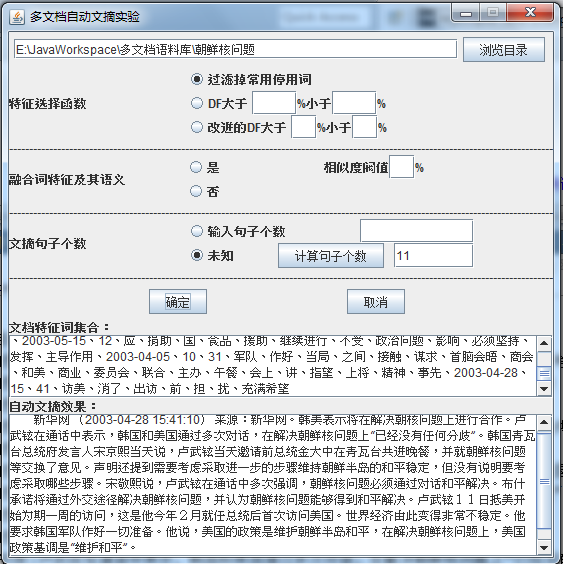 多文档自动文摘实验
E:\JavaWorkspace\多文档语料库\朝鲜核问题
浏览目录
特征选择函数
过滤掉常用停用词
DF大于 %小于 %
改进的DF大于 %小于 %
融合词特征及其语义
是
相似度阀值 %
否
文摘句子个数
输入句子个数
未知
计算句子个数
11
确定
取消
文档特征词集合：
、2003-05-15、12、应、捐助、国、食品、援助、继续进行、不受、政治问题、影响、必须坚持、
发挥、主导作用、2003-04-05、10、31、军队、作好、当局、之间、接触、谋求、首脑会晤、商会
、和美、商业、委员会、联合、主办、午餐、会上、讲、指望、上将、精神、事先、2003-04-28、
15、41、访美、消了、出访、前、担、扰、充满希望
自动文摘效果：
新华网 （2003-04-28 15:41:10） 来源：新华网。韩美表示将在解决朝核问题上进行合作。卢
武铉在通话中表示，韩国和美国通过多次对话，在解决朝鲜核问题上“已经没有任何分歧”。韩国青瓦
台总统府发言人宋京熙当天说，卢武铉当天邀请前总统金大中在青瓦台共进晚餐，并就朝鲜核问题
等交换了意见。声明还提到需要考虑采取进一步的步骤维持朝鲜半岛的和平稳定，但没有说明要考
虑采取哪些步骤。宋敬熙说，卢武铉在通话中多次强调，朝鲜核问题必须通过对话和平解决。布什
承诺将通过外交途径解决朝鲜核问题，并认为朝鲜核问题能够得到和平解决。卢武铉１１日抵美开
始为期一周的访问，这是他今年２月就任总统后首次访问美国。世界经济由此变得非常不稳定。他
要求韩国军队作好一切准备。他说，美国的政策是维护朝鲜半岛和平，在解决朝鲜核问题上，美国
政策基调是“维护和平”。